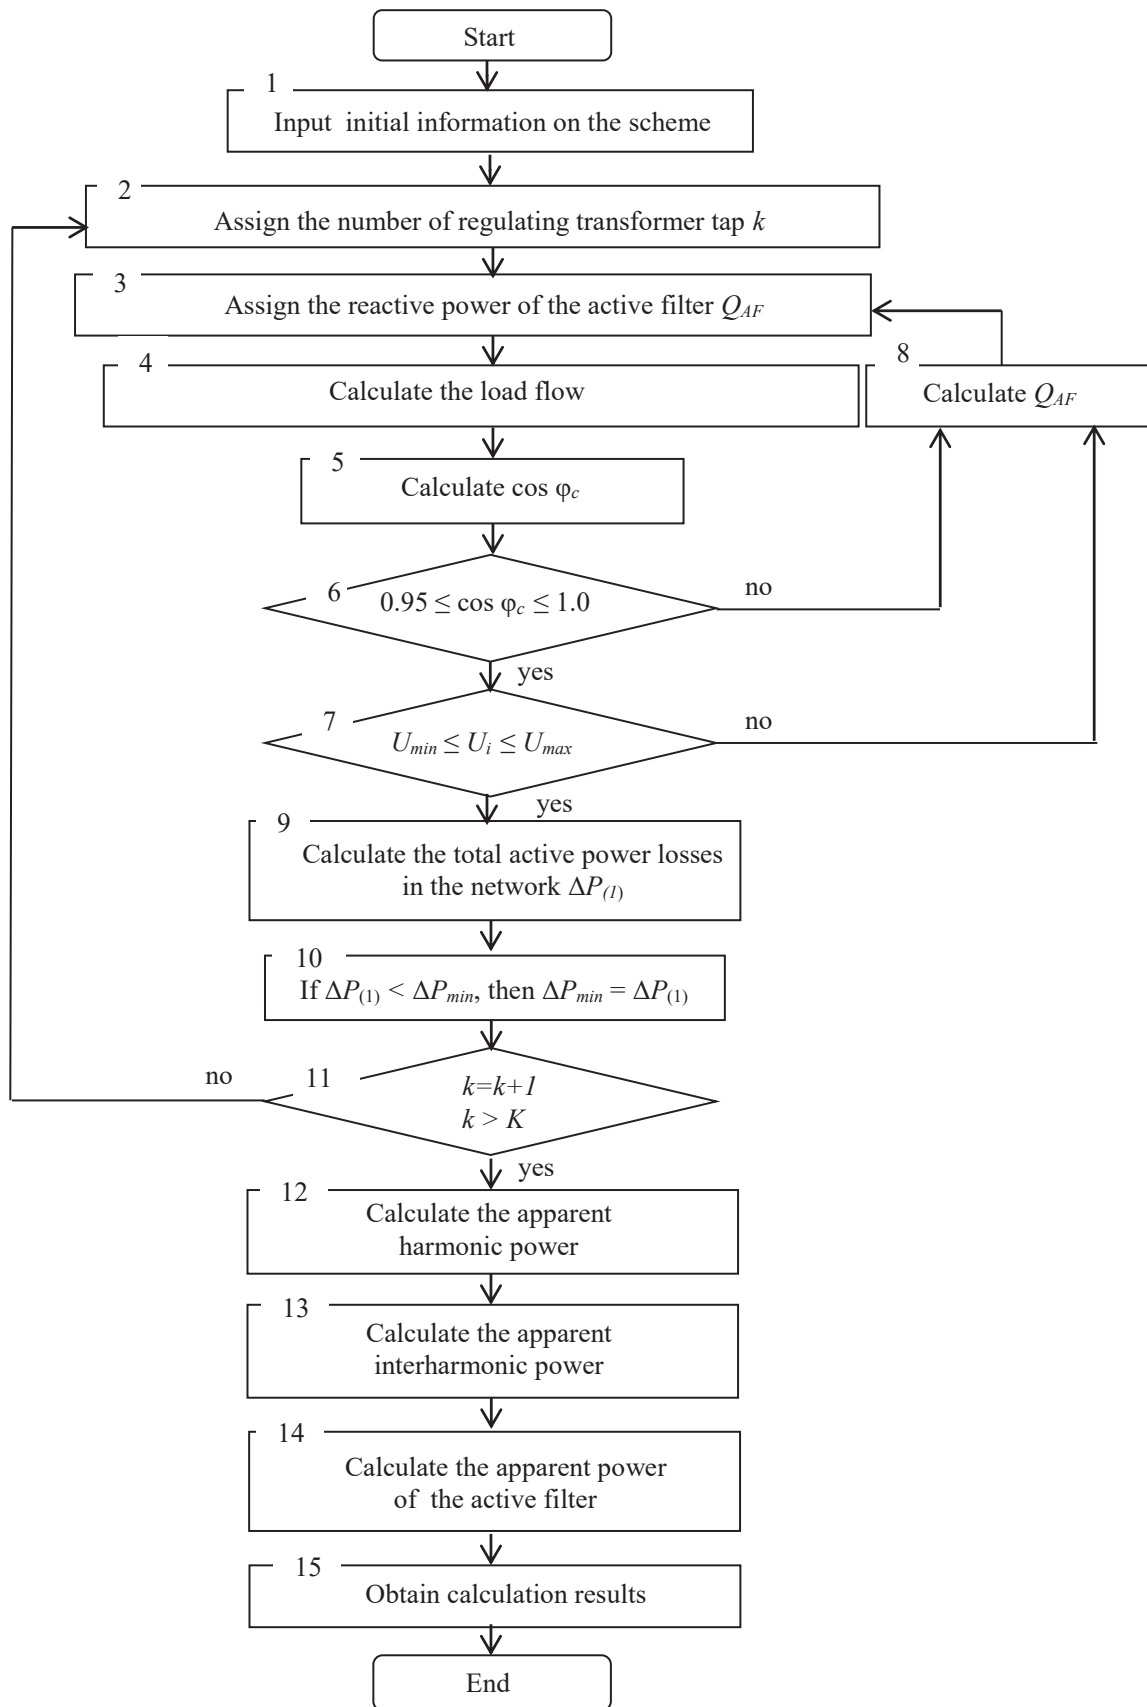 Start
1
Input initial information on the scheme
2
Assign the number of regulating transformer tap k
3
Assign the reactive power of the active filter Q_AF
4
Calculate the load flow
8
Calculate Q_AF
5
Calculate cos φ_c
6
0.95 ≤ cos φ_c ≤ 1.0
no
yes
7
U_min ≤ U_i ≤ U_max
no
yes
9
Calculate the total active power losses
in the network ΔP_(1)
10
If ΔP_(1) < ΔP_min, then ΔP_min = ΔP_(1)
no
11
k=k+1
k > K
yes
12
Calculate the apparent
harmonic power
13
Calculate the apparent
interharmonic power
14
Calculate the apparent power
of the active filter
15
Obtain calculation results
End